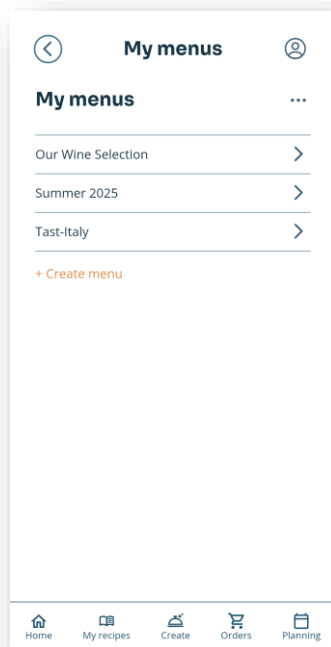 My menus
My menus
Our Wine Selection
Summer 2025
Tast-Italy
+ Create menu
Home My recipes Create Orders Planning